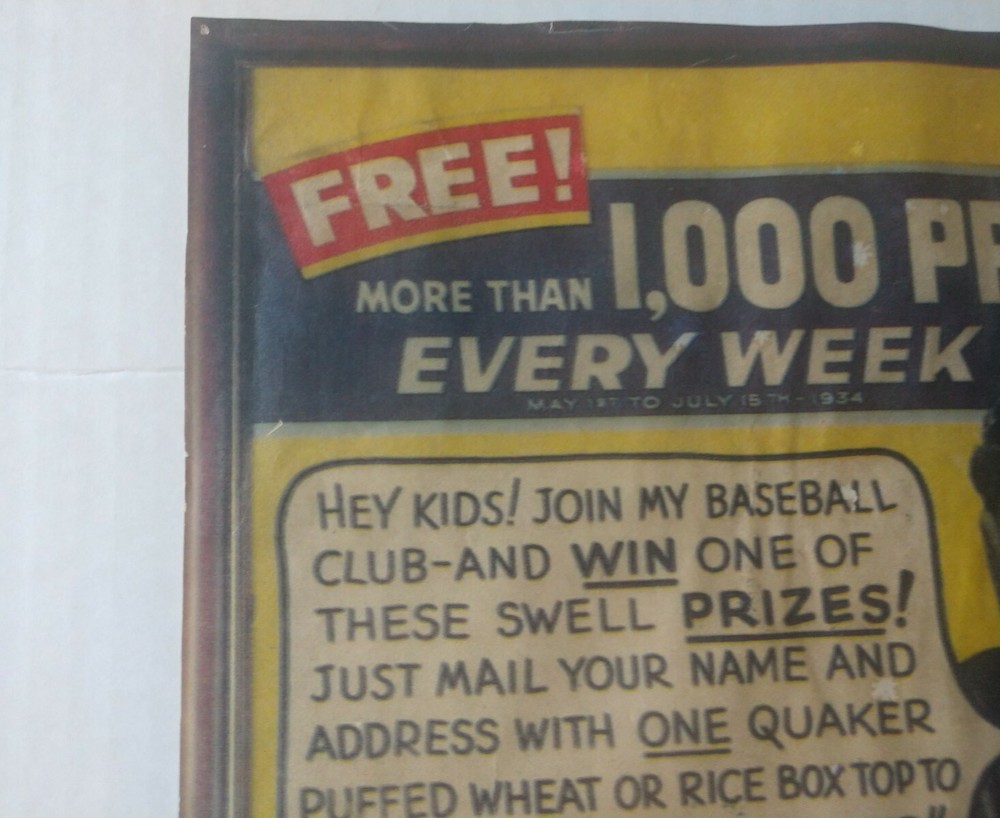 FREE!
MORE THAN 1,000 PR
EVERY WEEK
MAY 1ST TO JULY 15TH - 1934
HEY KIDS! JOIN MY BASEBALL
CLUB-AND WIN ONE OF
THESE SWELL PRIZES!
JUST MAIL YOUR NAME AND
ADDRESS WITH ONE QUAKER
PUFFED WHEAT OR RICE BOX TOP TO